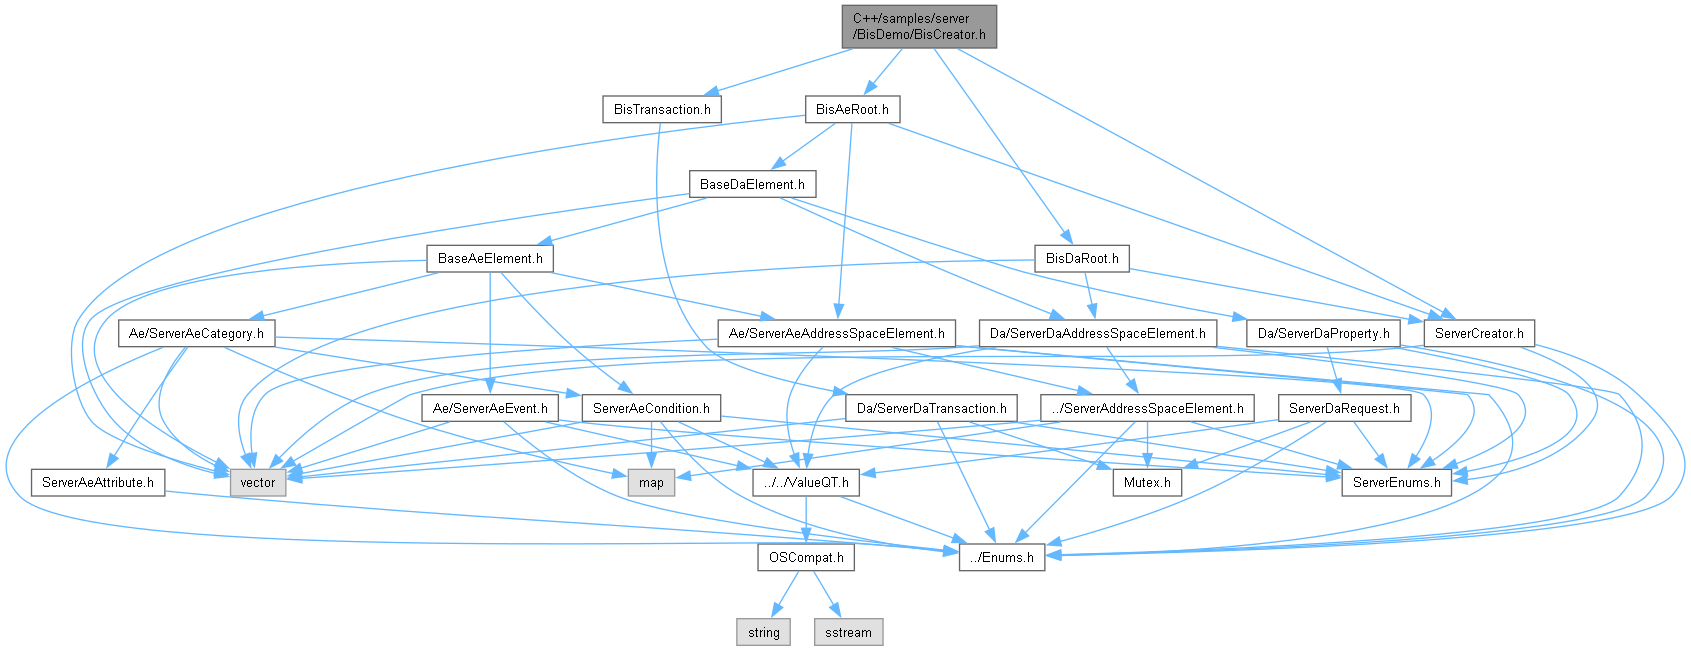 C++/samples/server
/BisDemo/BisCreator.h
BisTransaction.h
BisAeRoot.h
BaseDaElement.h
BaseAeElement.h
BisDaRoot.h
Ae/ServerAeCategory.h
Ae/ServerAeAddressSpaceElement.h
Da/ServerDaAddressSpaceElement.h
Da/ServerDaProperty.h
ServerCreator.h
Ae/ServerAeEvent.h
ServerAeCondition.h
Da/ServerDaTransaction.h
../ServerAddressSpaceElement.h
ServerDaRequest.h
ServerAeAttribute.h
vector
map
../../ValueQT.h
Mutex.h
ServerEnums.h
OSCompat.h
../Enums.h
string
sstream